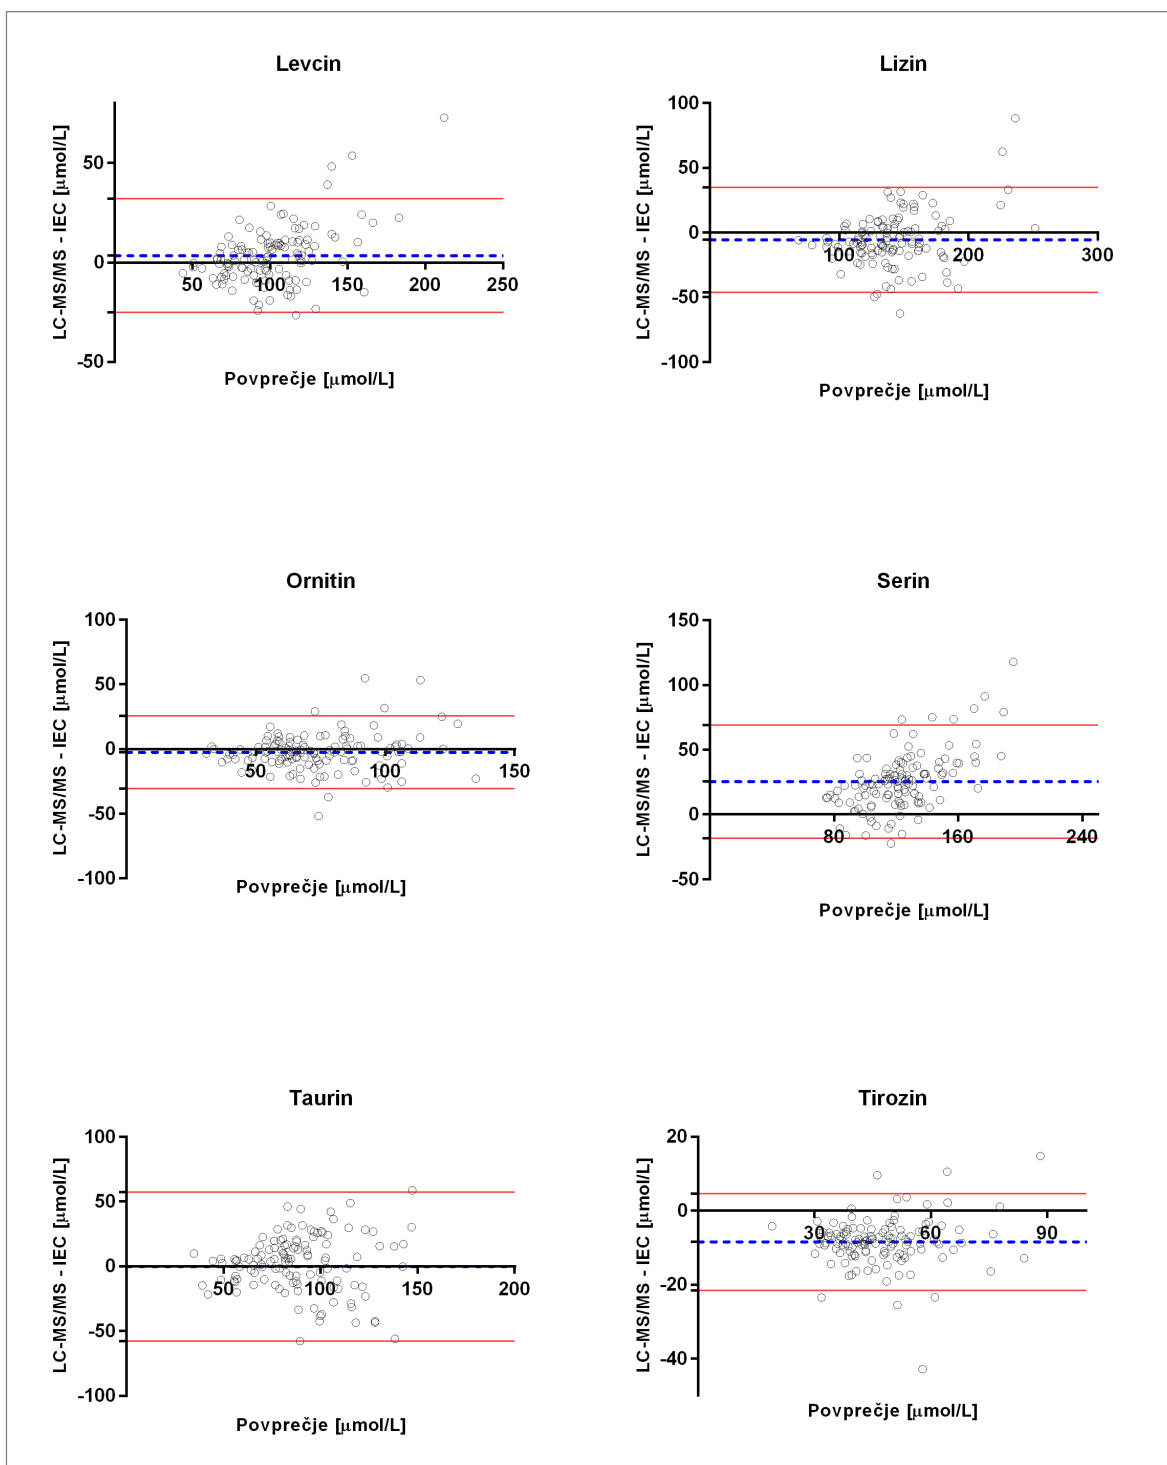 Levcin
LC-MS/MS - IEC [µmol/L]
50
0
-50
50
100
150
200
250
Povprečje [µmol/L]
Lizin
LC-MS/MS - IEC [µmol/L]
100
50
0
-50
-100
100
200
300
Povprečje [µmol/L]
Ornitin
LC-MS/MS - IEC [µmol/L]
100
50
0
-50
-100
50
100
150
Povprečje [µmol/L]
Serin
LC-MS/MS - IEC [µmol/L]
150
100
50
0
-50
80
160
240
Povprečje [µmol/L]
Taurin
LC-MS/MS - IEC [µmol/L]
100
50
0
-50
-100
50
100
150
200
Povprečje [µmol/L]
Tirozin
LC-MS/MS - IEC [µmol/L]
20
0
-20
-40
30
60
90
Povprečje [µmol/L]